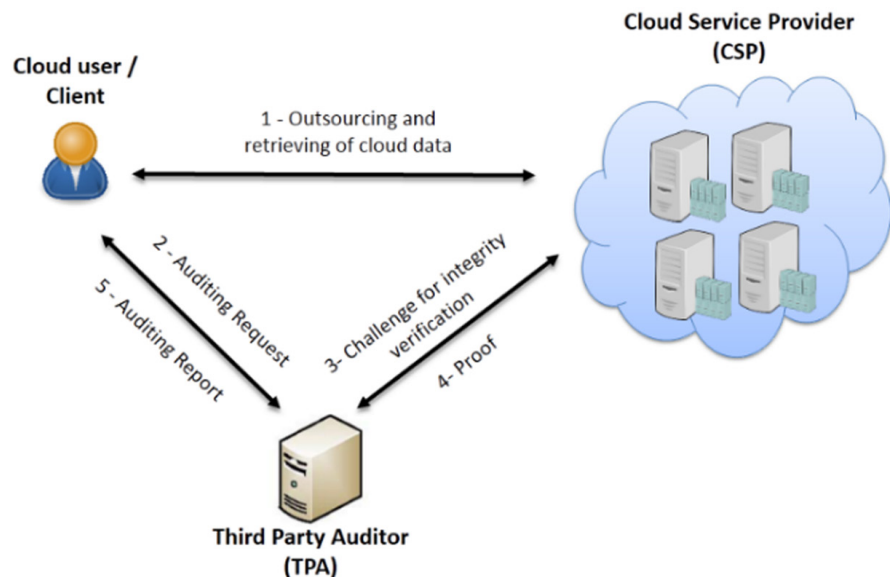 Cloud Service Provider
(CSP)
Cloud user /
Client
1 - Outsourcing and
retrieving of cloud data
2 - Auditing Request
5 - Auditing Report
3- Challenge for integrity
verification
4- Proof
Third Party Auditor
(TPA)